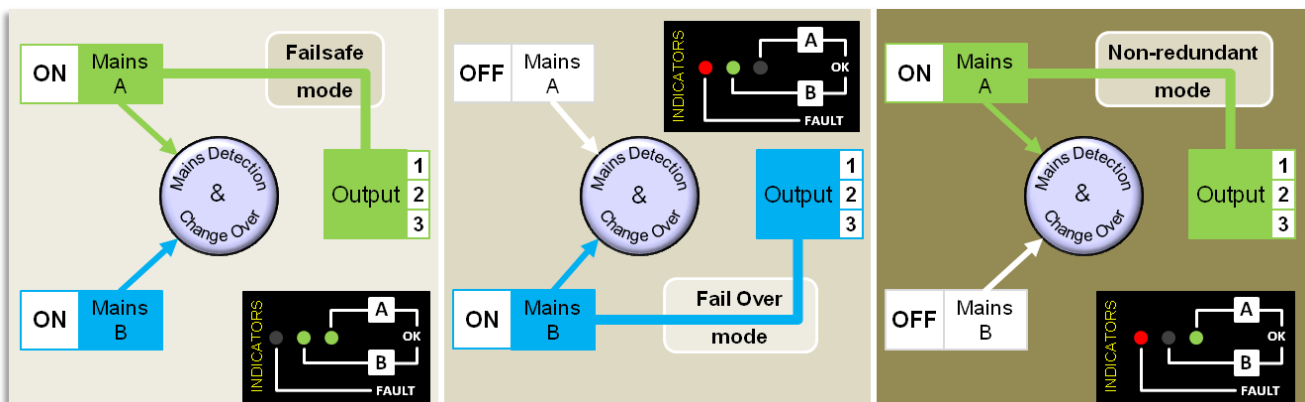 Failsafe
mode
ON
Mains
A
Mains Detection
&
Change Over
Output
1
2
3
ON
Mains
B
INDICATORS
A
OK
B
FAULT
OFF
Mains
A
INDICATORS
A
OK
B
FAULT
Mains Detection
&
Change Over
Output
1
2
3
ON
Mains
B
Fail Over
mode
ON
Mains
A
Non-redundant
mode
Mains Detection
&
Change Over
Output
1
2
3
OFF
Mains
B
INDICATORS
A
OK
B
FAULT